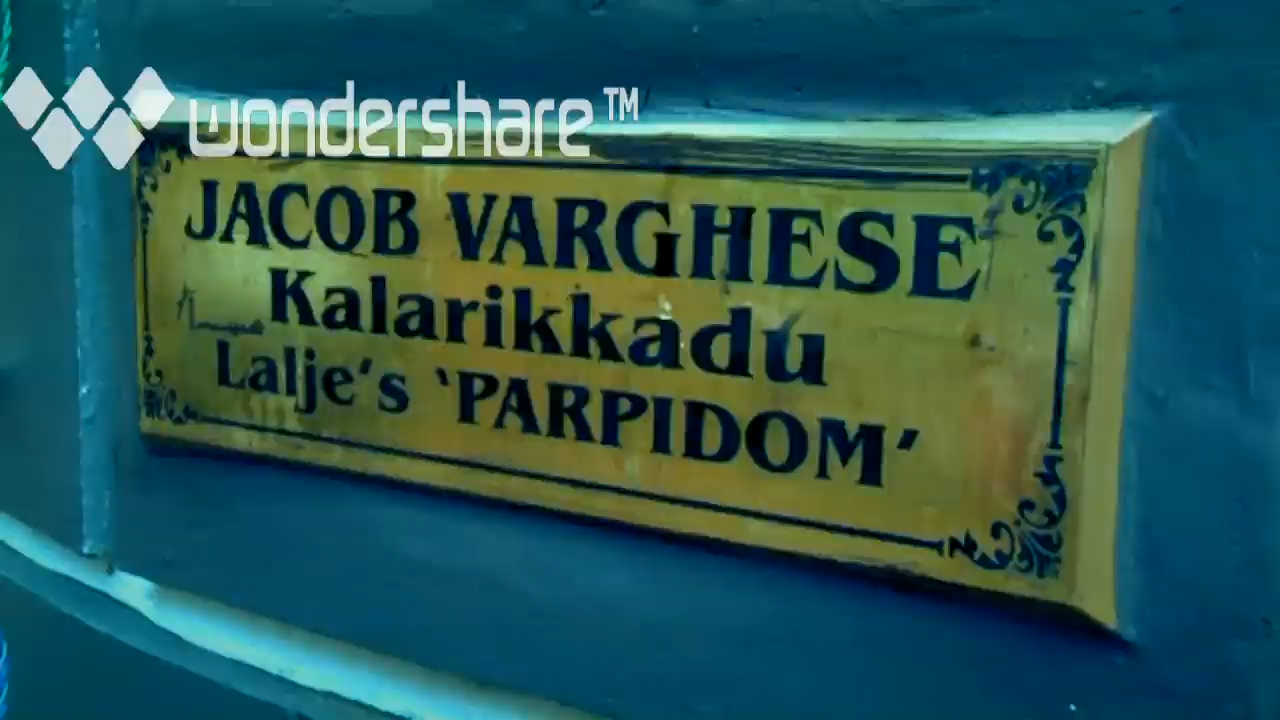 wondershare™
JACOB VARGHESE
Kalarikkadu
Lalje's 'PARPIDOM'